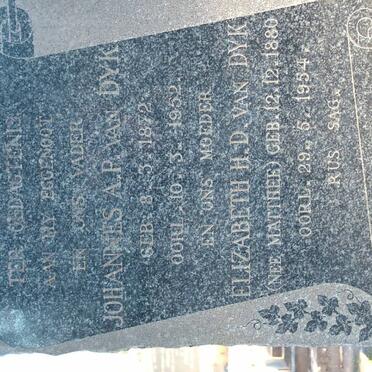 TER GEDAGTENIS
AAN MY EGGENOOT
EN ONS VADER
JOHANNES A.P. VAN DYK
GEB. 8.3.1872
OORL. 10.3.1952.
EN ONS MOEDER
ELIZABETH H.D. VAN DYK
(NEE MATTHEE) GEB. 12.12.1880
OORL. 29.5.1954.
RUS SAG.